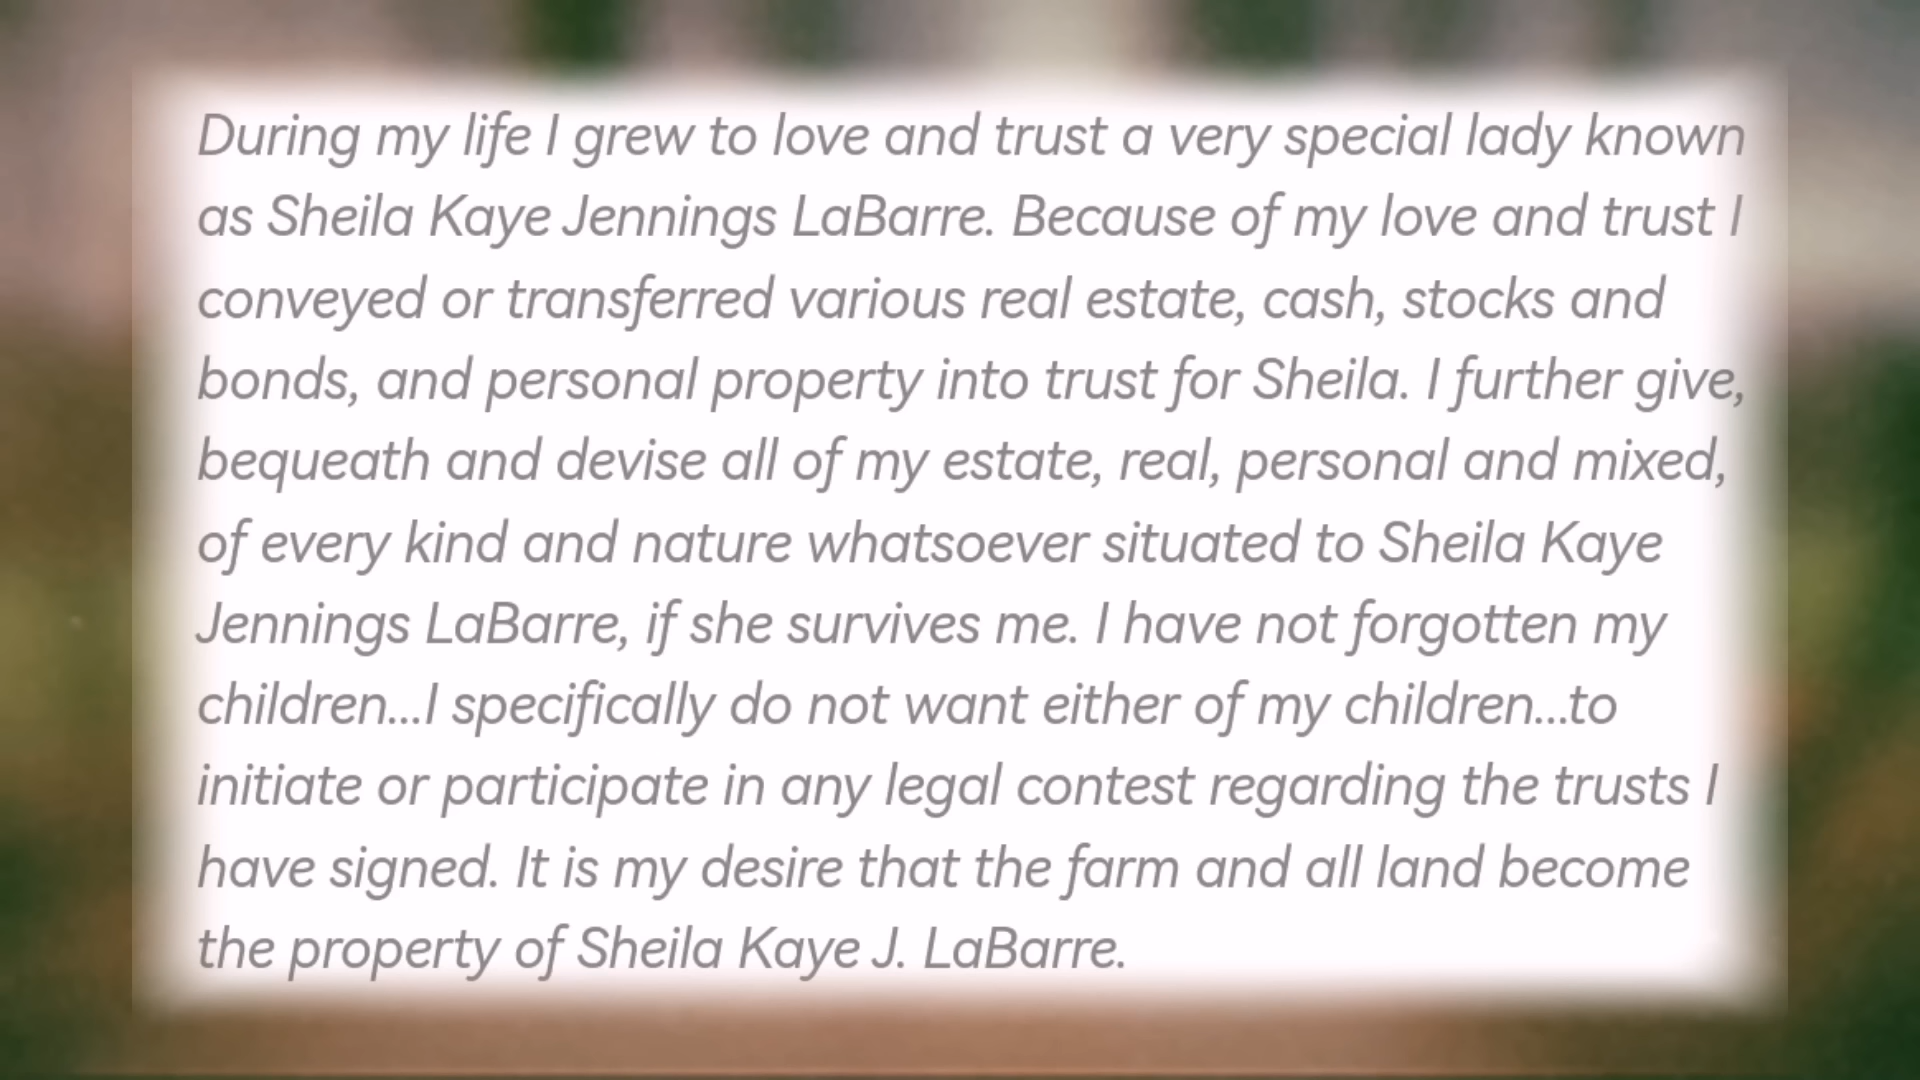 During my life I grew to love and trust a very special lady known
as Sheila Kaye Jennings LaBarre. Because of my love and trust I
conveyed or transferred various real estate, cash, stocks and
bonds, and personal property into trust for Sheila. I further give,
bequeath and devise all of my estate, real, personal and mixed,
of every kind and nature whatsoever situated to Sheila Kaye
Jennings LaBarre, if she survives me. I have not forgotten my
children...I specifically do not want either of my children...to
initiate or participate in any legal contest regarding the trusts I
have signed. It is my desire that the farm and all land become
the property of Sheila Kaye J. LaBarre.